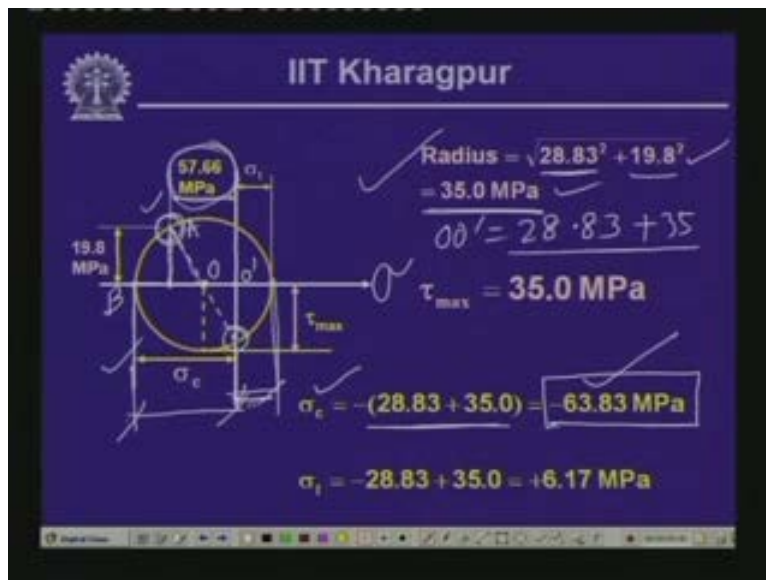 IIT Kharagpur
57.66
MPa
σₜ
Radius = √28.83² + 19.8²
= 35.0 MPa
OO' = 28.83 + 35
A
19.8
MPa
O
O'
σ
B
τmax = 35.0 MPa
τmax
σc
σc = -(28.83 + 35.0) = -63.83 MPa
σₜ = -28.83 + 35.0 = +6.17 MPa